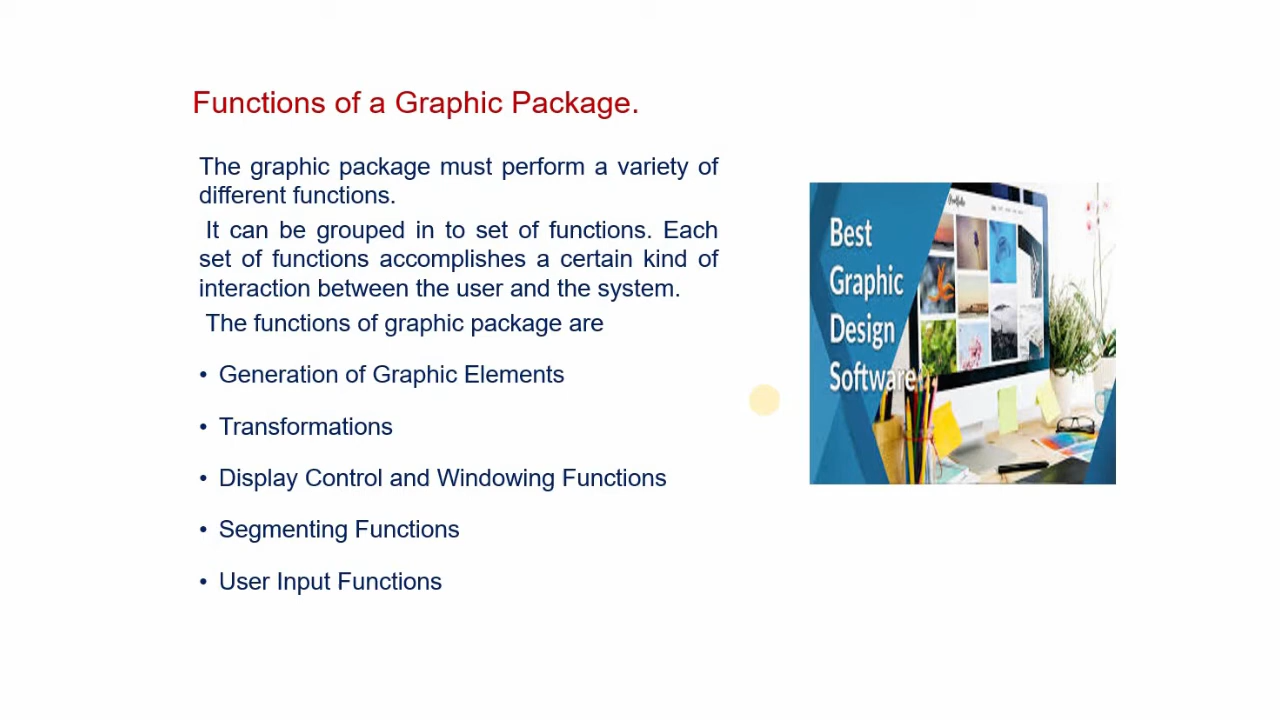 Functions of a Graphic Package.
The graphic package must perform a variety of
different functions.
It can be grouped in to set of functions. Each
set of functions accomplishes a certain kind of
interaction between the user and the system.
The functions of graphic package are
• Generation of Graphic Elements
• Transformations
• Display Control and Windowing Functions
• Segmenting Functions
• User Input Functions
Best
Graphic
Design
Software